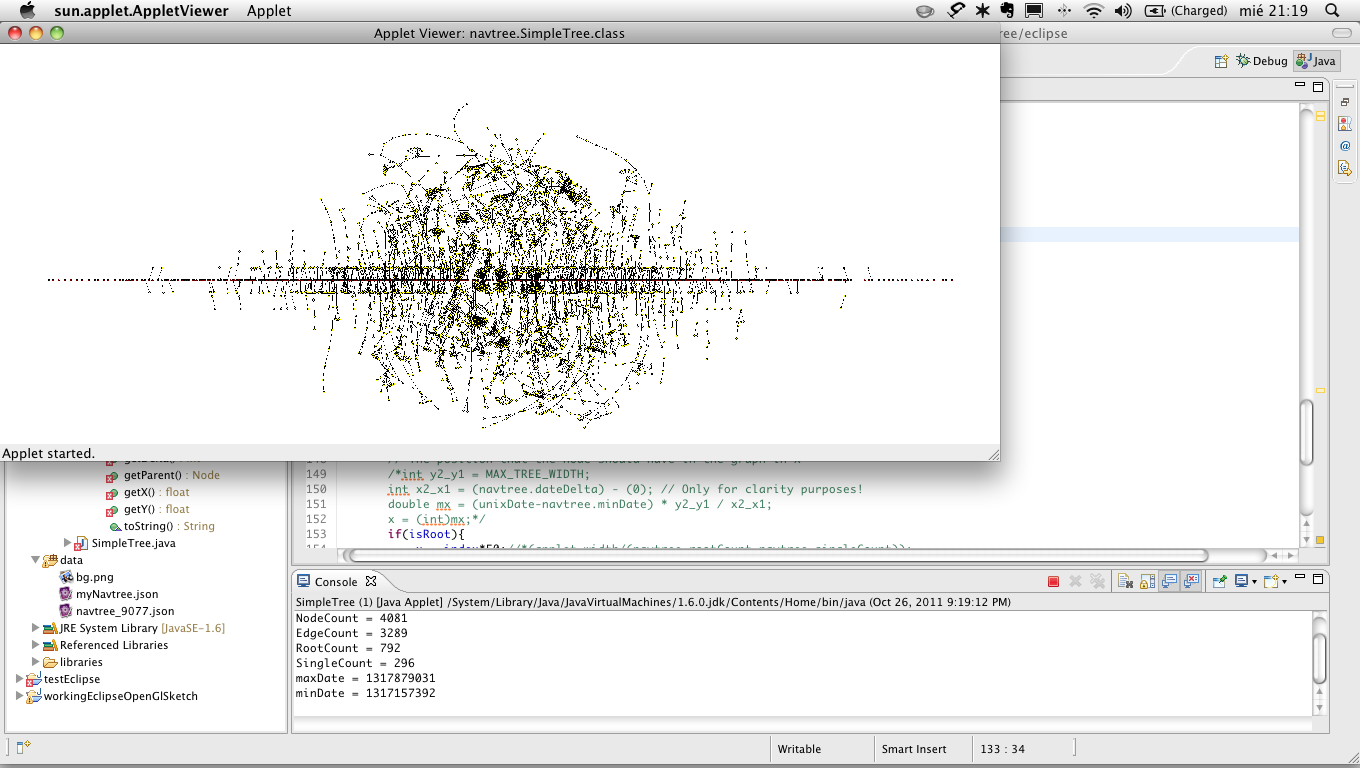 sun.applet.AppletViewer Applet (Charged) mié 21:19
Applet Viewer: navtree.SimpleTree.class
ree/eclipse
Debug Java
Applet started.
getParent() : Node
getX() : float
getY() : float
toString() : String
SimpleTree.java
data
bg.png
myNavtree.json
navtree_9077.json
JRE System Library [JavaSE-1.6]
Referenced Libraries
libraries
testEclipse
workingEclipseOpenGlSketch
149 /*int y2_y1 = MAX_TREE_WIDTH;
150 int x2_x1 = (navtree.dateDelta) - (0); // Only for clarity purposes!
151 double mx = (unixDate-navtree.minDate) * y2_y1 / x2_x1;
152 x = (int)mx;*/
153 if(isRoot){
Console
SimpleTree (1) [Java Applet] /System/Library/Java/JavaVirtualMachines/1.6.0.jdk/Contents/Home/bin/java (Oct 26, 2011 9:19:12 PM)
NodeCount = 4081
EdgeCount = 3289
RootCount = 792
SingleCount = 296
maxDate = 1317879031
minDate = 1317157392
Writable Smart Insert 133 : 34